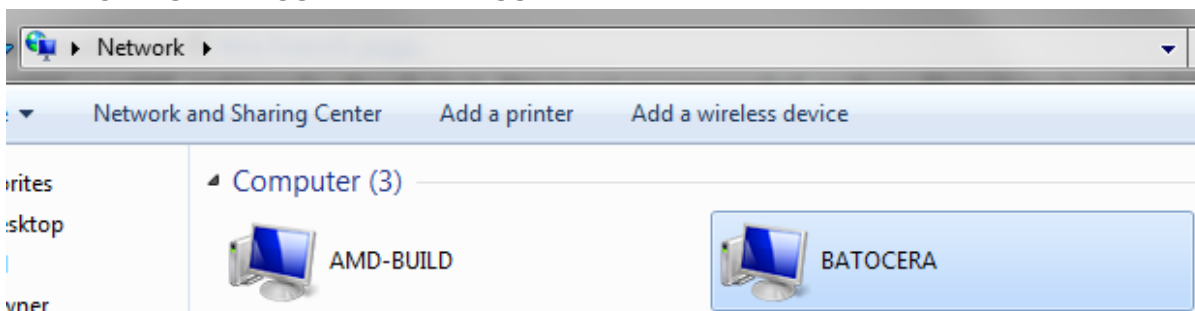 Network
Network and Sharing Center Add a printer Add a wireless device
Computer (3)
AMD-BUILD BATOCERA